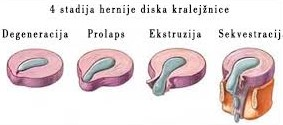 4 stadija hernije diska kralježnice
Degeneracija Prolaps Ekstruzija Sekvestracij